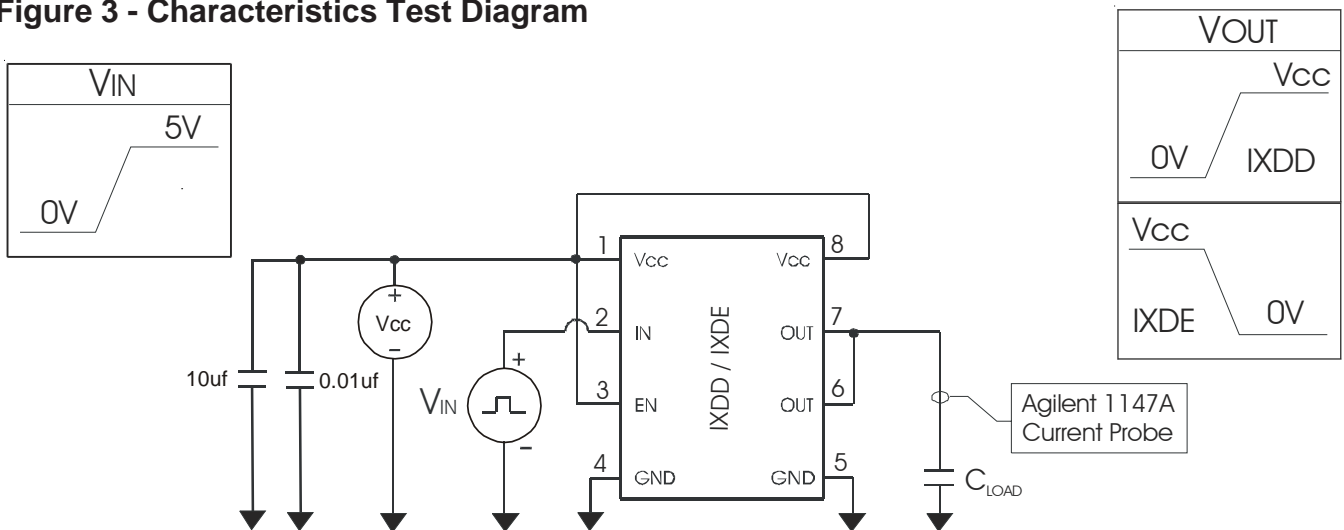 Figure 3 - Characteristics Test Diagram
VIN
5V
0V
VOUT
Vcc
0V
IXDD
Vcc
IXDE
0V
1
Vcc
Vcc
8
+
Vcc
-
2
IN
OUT
7
10uf
0.01uf
VIN
+
-
3
EN
OUT
6
IXDD / IXDE
4
GND
GND
5
Agilent 1147A
Current Probe
CLOAD